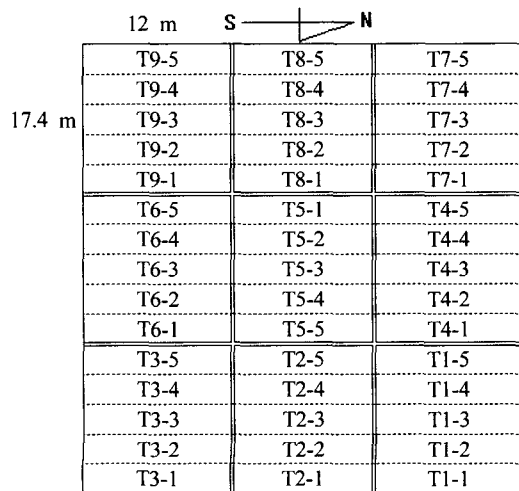 12 m S N
T9-5 T8-5 T7-5
T9-4 T8-4 T7-4
17.4 m T9-3 T8-3 T7-3
T9-2 T8-2 T7-2
T9-1 T8-1 T7-1
T6-5 T5-1 T4-5
T6-4 T5-2 T4-4
T6-3 T5-3 T4-3
T6-2 T5-4 T4-2
T6-1 T5-5 T4-1
T3-5 T2-5 T1-5
T3-4 T2-4 T1-4
T3-3 T2-3 T1-3
T3-2 T2-2 T1-2
T3-1 T2-1 T1-1